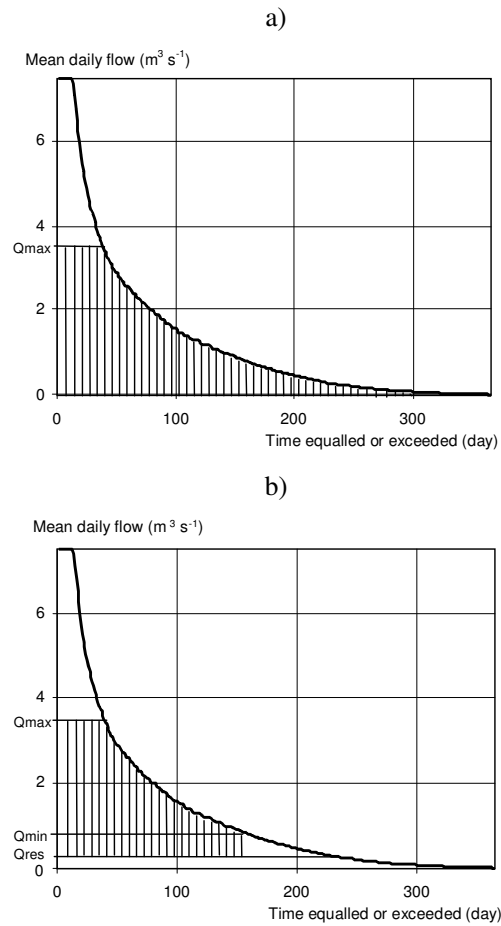 a)
Mean daily flow (m³ s⁻¹)
6
4
Qmax
2
0
0 100 200 300
Time equalled or exceeded (day)
b)
Mean daily flow (m ³ s⁻¹)
6
4
Qmax
2
Qmin
Qres
0
0 100 200 300
Time equalled or exceeded (day)